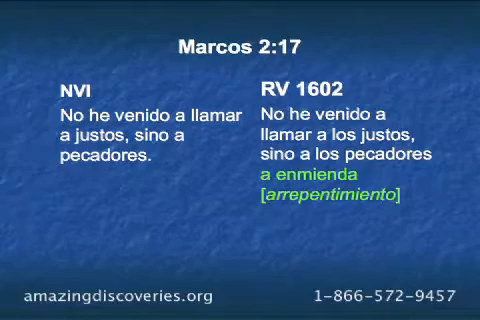 Marcos 2:17
NVI
No he venido a llamar
a justos, sino a
pecadores.
RV 1602
No he venido a
llamar a los justos,
sino a los pecadores
a enmienda
[arrepentimiento]
amazingdiscoveries.org
1-866-572-9457